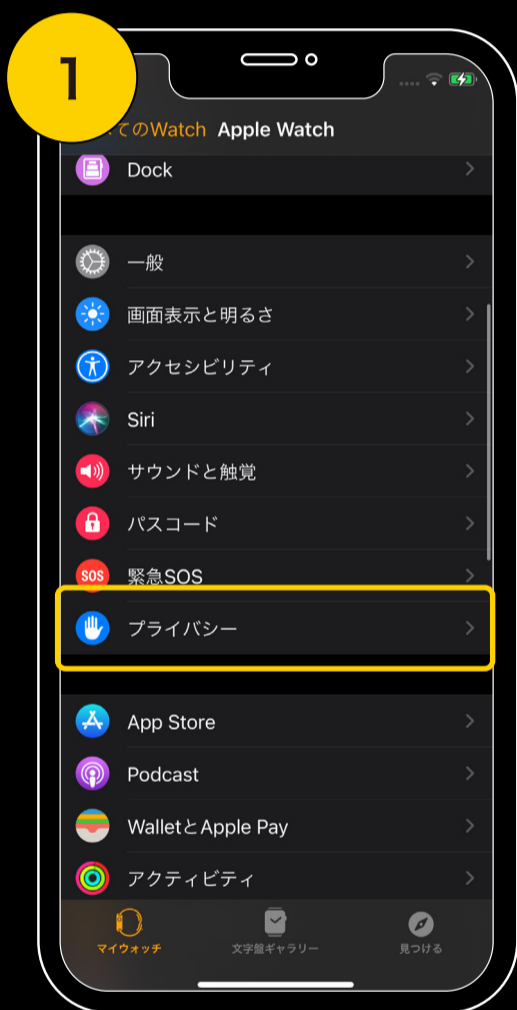 1
てのWatch Apple Watch
Dock
一般
画面表示と明るさ
アクセシビリティ
Siri
サウンドと触覚
パスコード
SOS 緊急SOS
プライバシー
App Store
Podcast
WalletとApple Pay
アクティビティ
マイウォッチ 文字盤ギャラリー 見つける